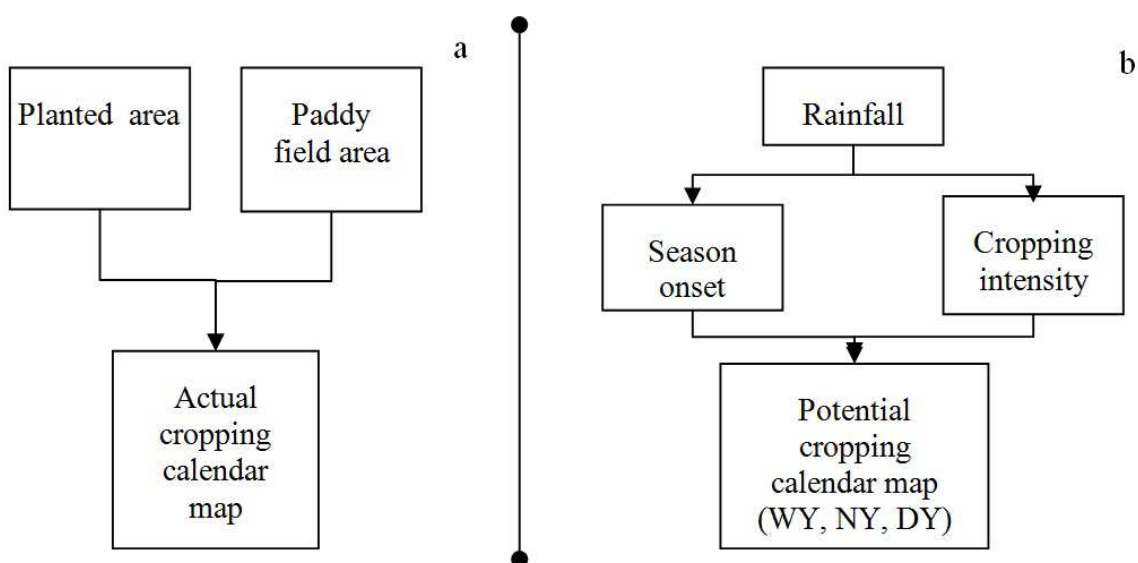 a
Planted area
Paddy
field area
Actual
cropping
calendar
map
b
Rainfall
Season
onset
Cropping
intensity
Potential
cropping
calendar map
(WY, NY, DY)